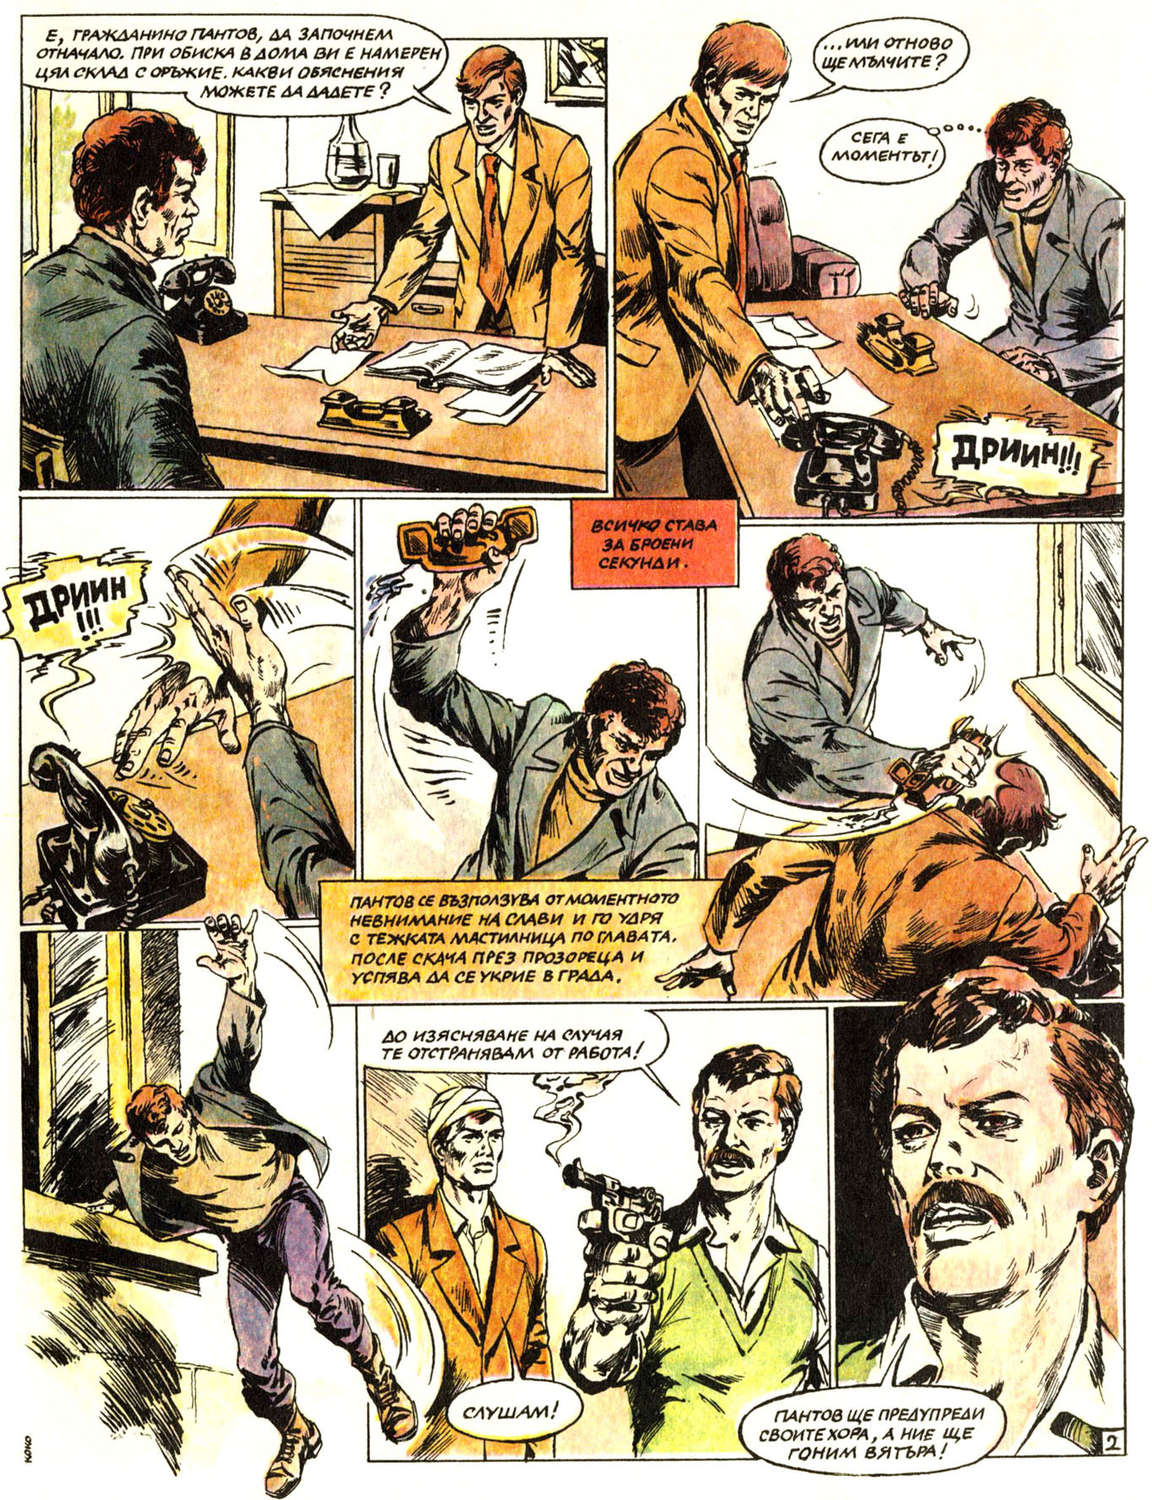 Е, ГРАЖДАНИНО ПАНТОВ, ДА ЗАПОЧНЕМ
ОТНАЧАЛО. ПРИ ОБИСКА В ДОМА ВИ Е НАМЕРЕН
ЦЯЛ СКЛАД С ОРЪЖИЕ. КАКВИ ОБЯСНЕНИЯ
МОЖЕТЕ ДА ДАДЕТЕ?
...ИЛИ ОТНОВО
ЩЕ МЪЛЧИТЕ?
СЕГА Е
МОМЕНТЪТ!
ДРИИН!!!
ДРИИН
!!!
ВСИЧКО СТАВА
ЗА БРОЕНИ
СЕКУНДИ.
ПАНТОВ СЕ ВЪЗПОЛЗУВА ОТ МОМЕНТНОТО
НЕВНИМАНИЕ НА СЛАВИ И ГО УДРЯ
С ТЕЖКАТА МАСТИЛНИЦА ПО ГЛАВАТА.
ПОСЛЕ СКАЧА ПРЕЗ ПРОЗОРЕЦА И
УСПЯВА ДА СЕ УКРИЕ В ГРАДА.
ДО ИЗЯСНЯВАНЕ НА СЛУЧАЯ
ТЕ ОТСТРАНЯВАМ ОТ РАБОТА!
СЛУШАМ!
ПАНТОВ ЩЕ ПРЕДУПРЕДИ
СВОИТЕ ХОРА, А НИЕ ЩЕ
ГОНИМ ВЯТЪРА!
КОКО
2